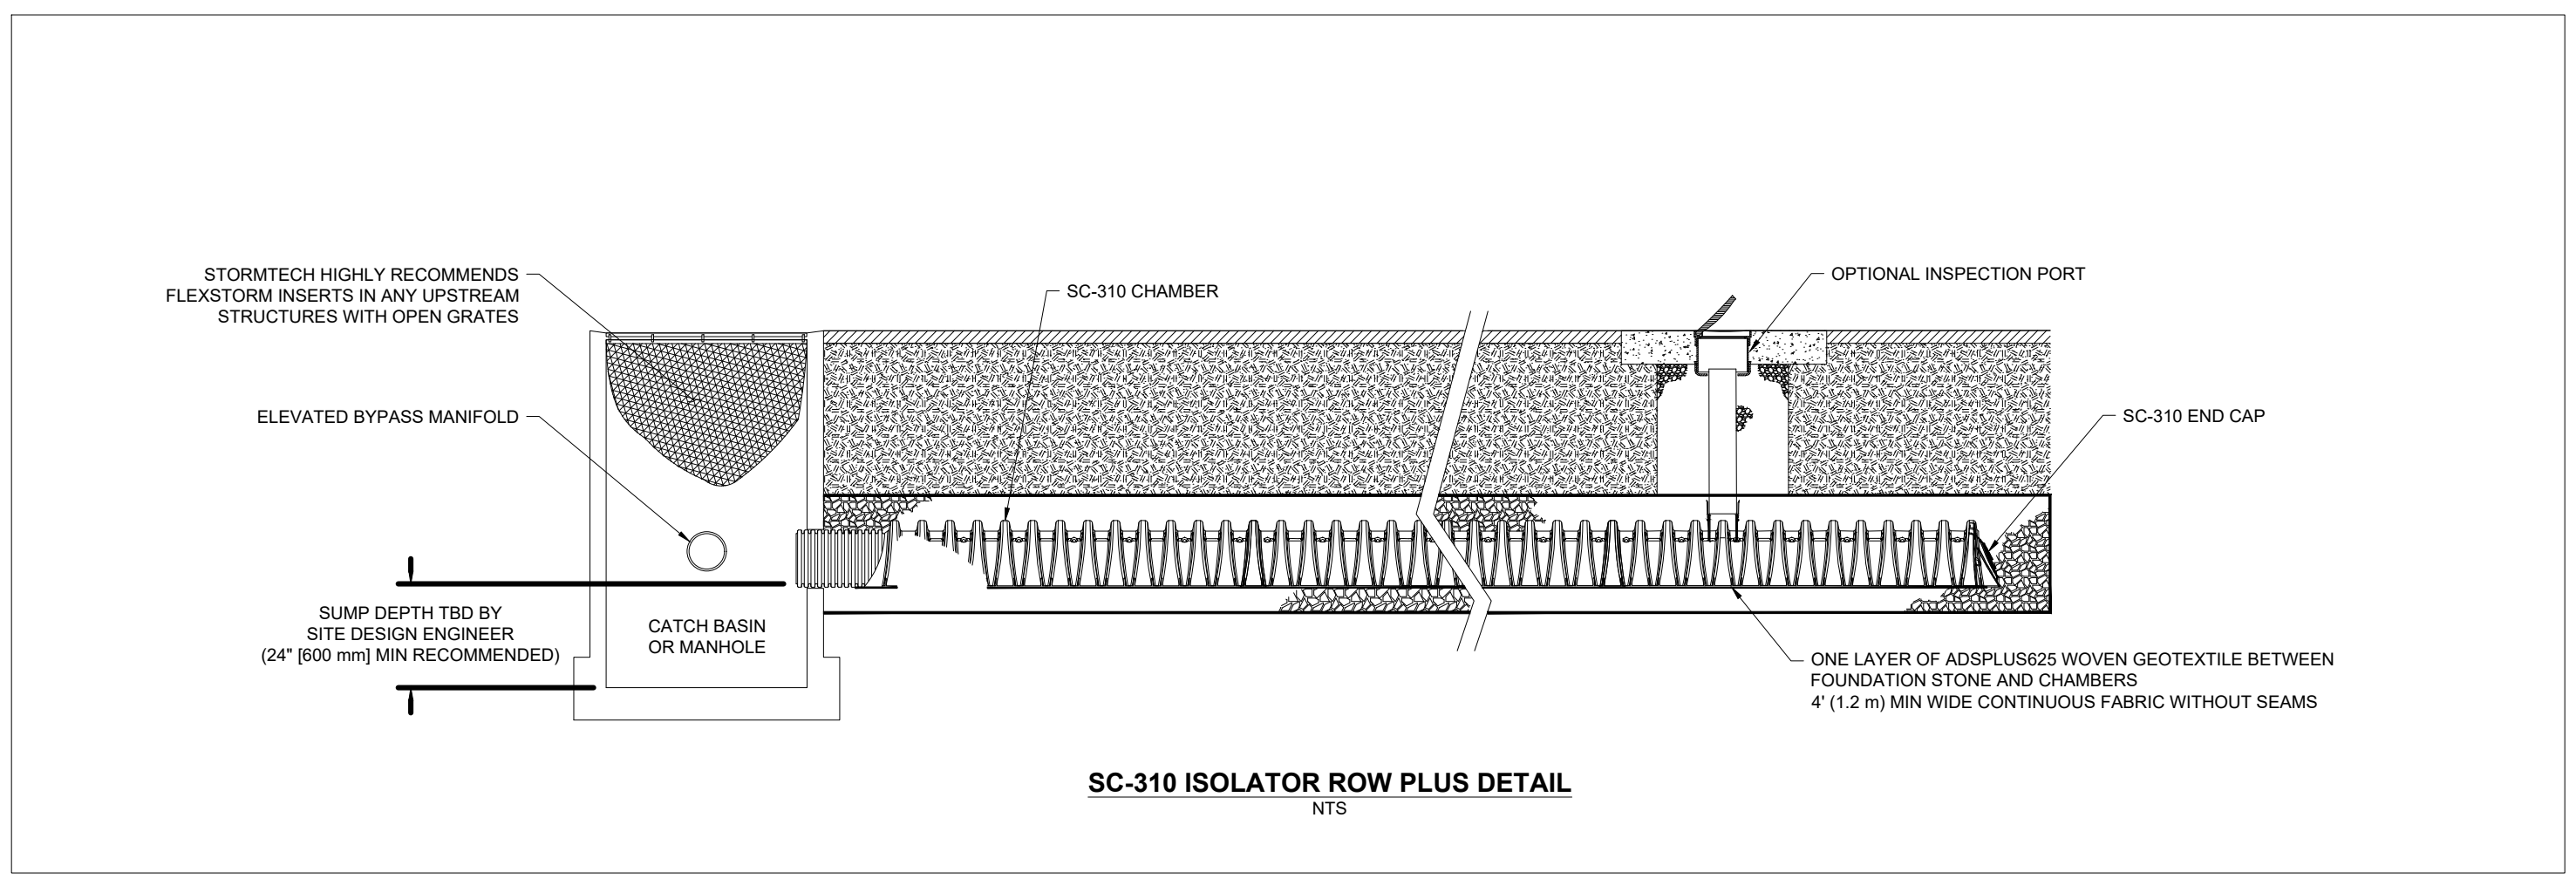 STORMTECH HIGHLY RECOMMENDS
FLEXSTORM INSERTS IN ANY UPSTREAM
STRUCTURES WITH OPEN GRATES
ELEVATED BYPASS MANIFOLD
SUMP DEPTH TBD BY
SITE DESIGN ENGINEER
(24" [600 mm] MIN RECOMMENDED)
CATCH BASIN
OR MANHOLE
SC-310 CHAMBER
OPTIONAL INSPECTION PORT
SC-310 END CAP
ONE LAYER OF ADSPLUS625 WOVEN GEOTEXTILE BETWEEN
FOUNDATION STONE AND CHAMBERS
4' (1.2 m) MIN WIDE CONTINUOUS FABRIC WITHOUT SEAMS
SC-310 ISOLATOR ROW PLUS DETAIL
NTS